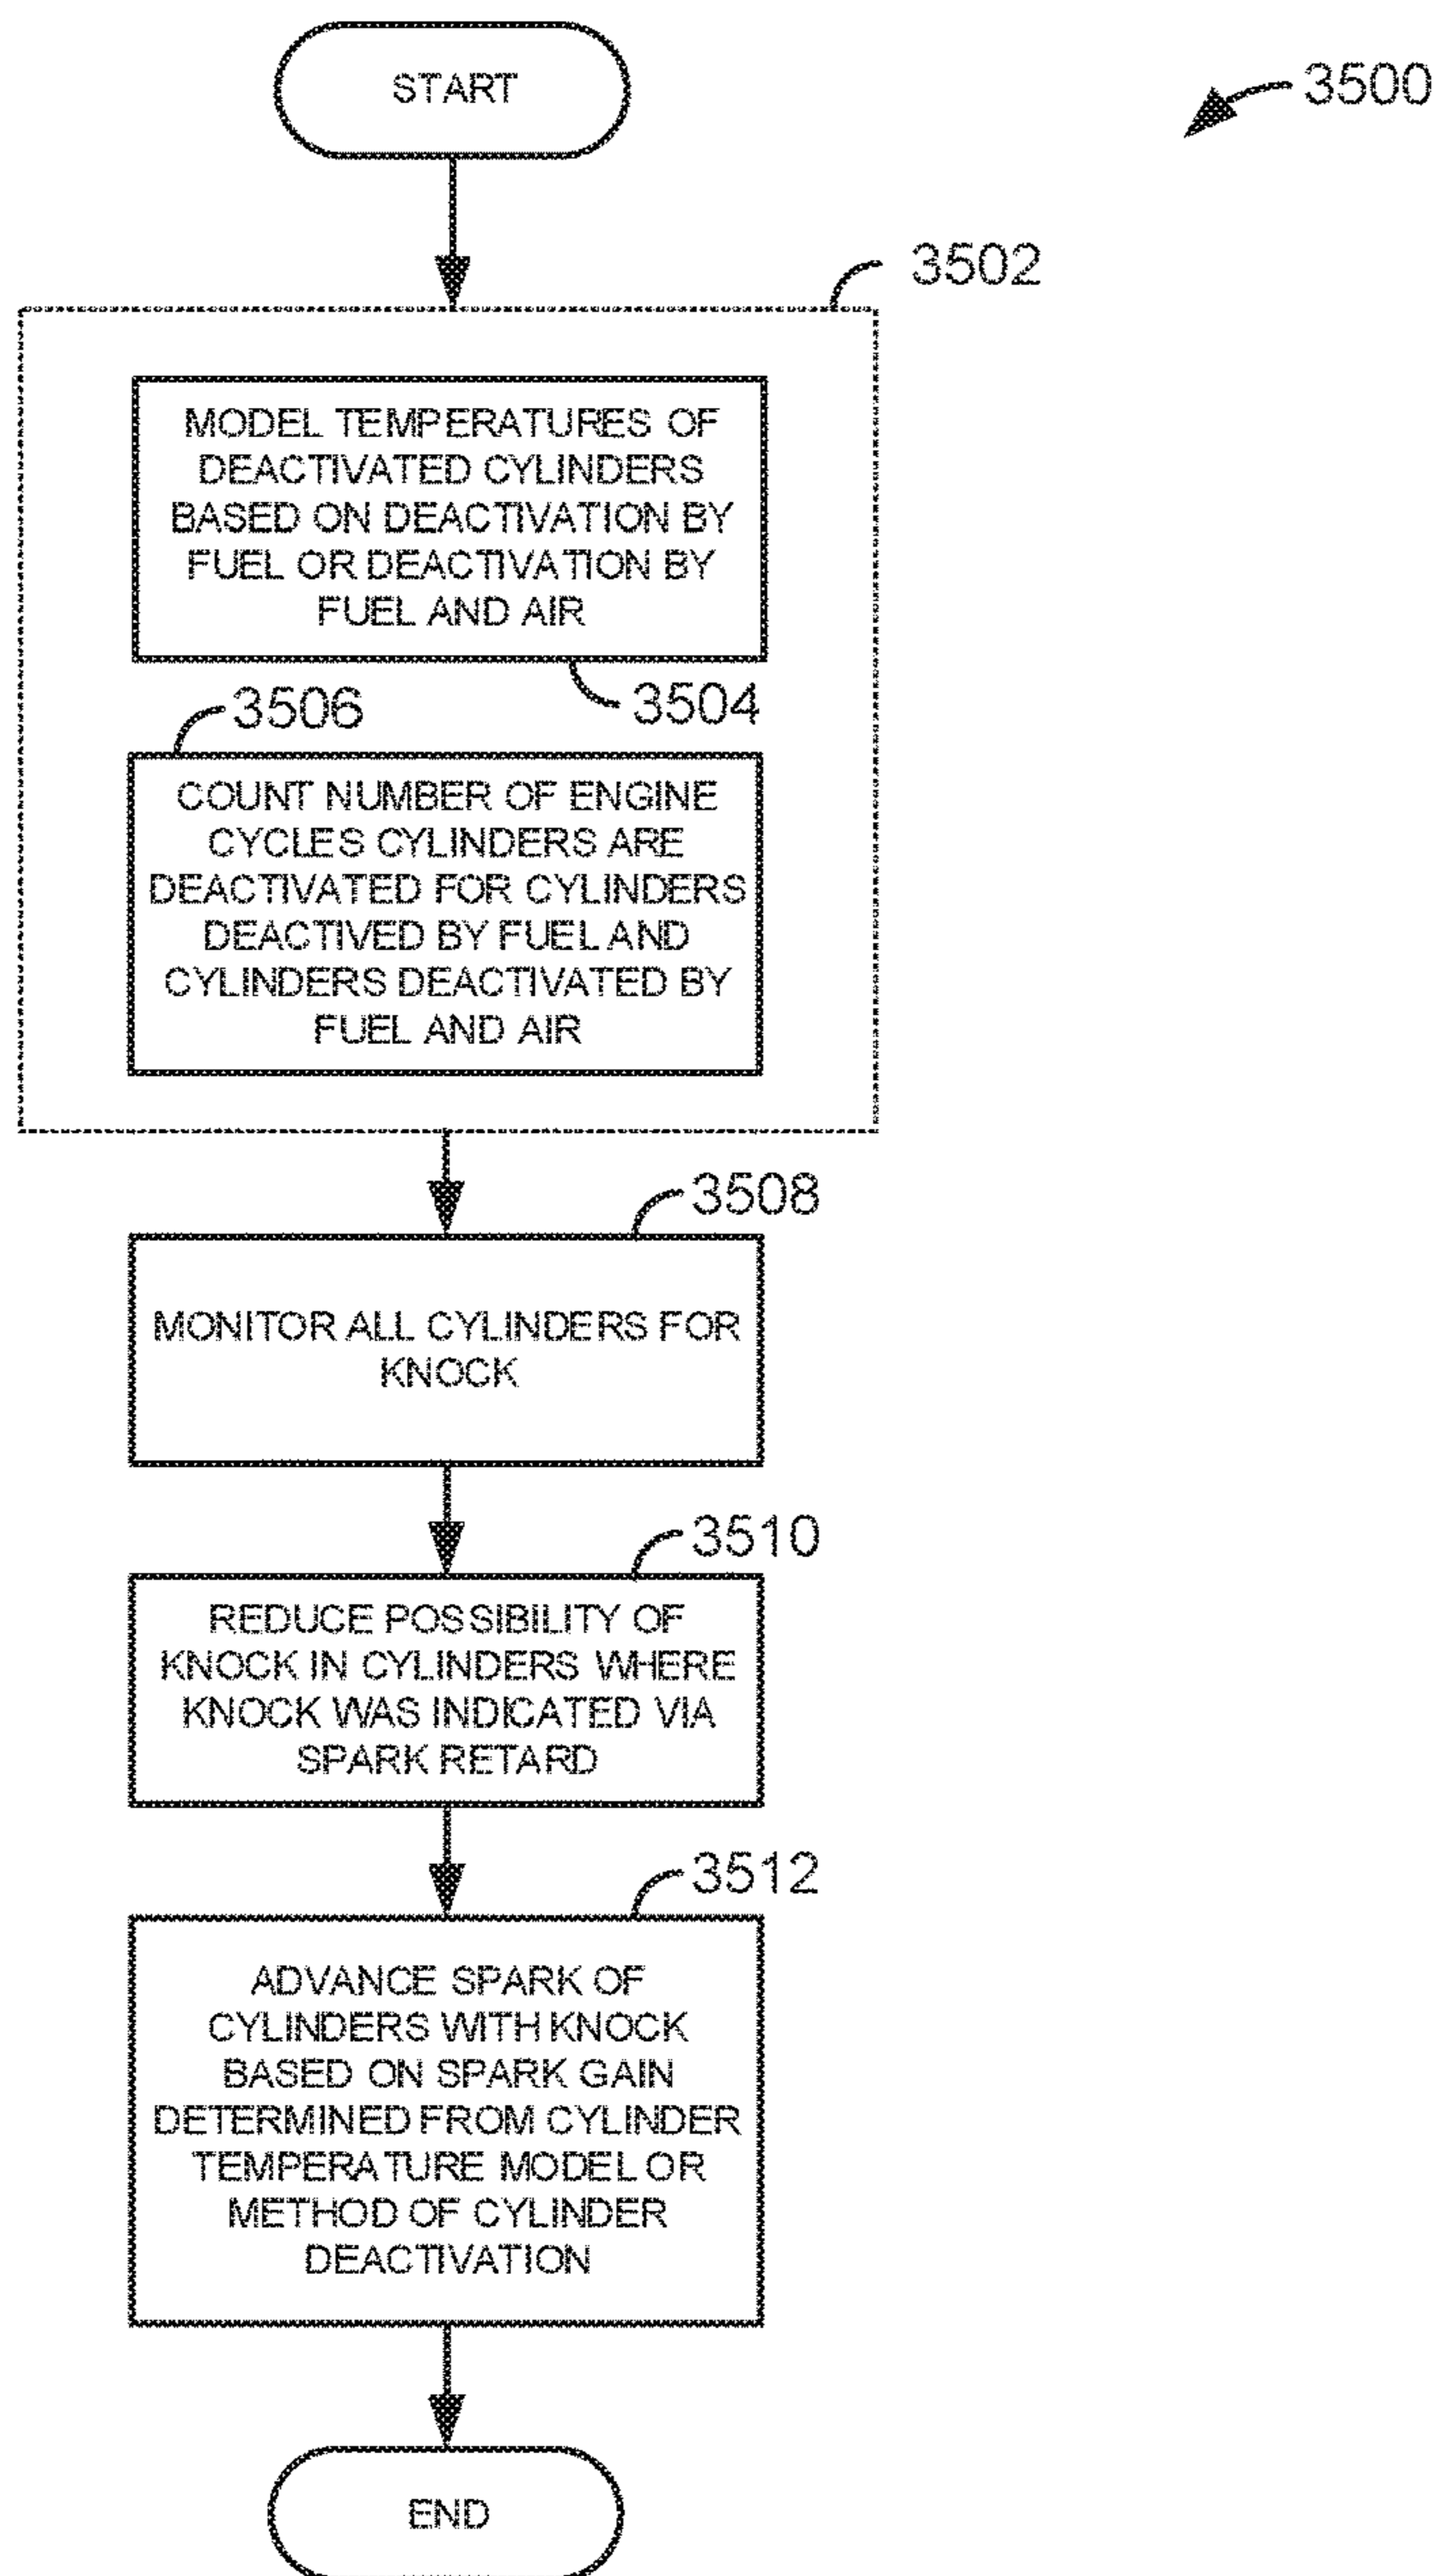 START
3500
3502
MODEL TEMPERATURES OF
DEACTIVATED CYLINDERS
BASED ON DEACTIVATION BY
FUEL OR DEACTIVATION BY
FUEL AND AIR
3504
3506
COUNT NUMBER OF ENGINE
CYCLES CYLINDERS ARE
DEACTIVATED FOR CYLINDERS
DEACTIVED BY FUEL AND
CYLINDERS DEACTIVATED BY
FUEL AND AIR
3508
MONITOR ALL CYLINDERS FOR
KNOCK
3510
REDUCE POSSIBILITY OF
KNOCK IN CYLINDERS WHERE
KNOCK WAS INDICATED VIA
SPARK RETARD
3512
ADVANCE SPARK OF
CYLINDERS WITH KNOCK
BASED ON SPARK GAIN
DETERMINED FROM CYLINDER
TEMPERATURE MODEL OR
METHOD OF CYLINDER
DEACTIVATION
END